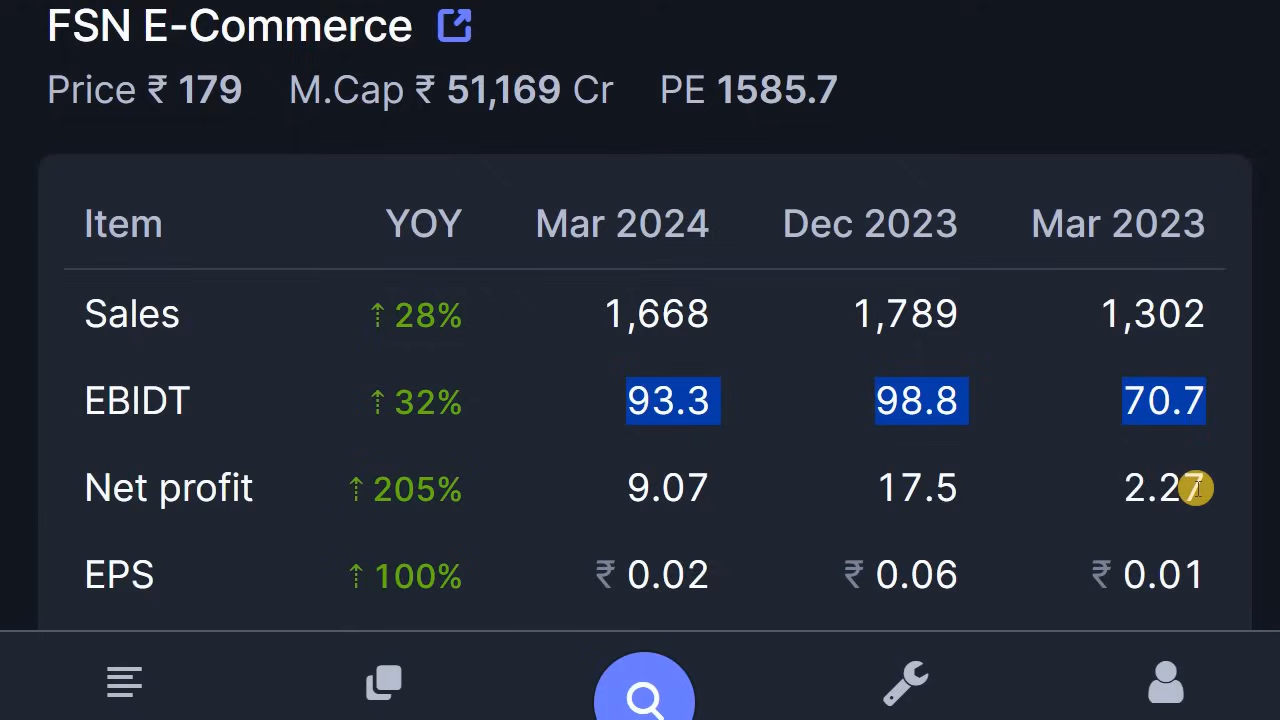 FSN E-Commerce
Price ₹ 179 M.Cap ₹ 51,169 Cr PE 1585.7
Item YOY Mar 2024 Dec 2023 Mar 2023
Sales ⇡ 28% 1,668 1,789 1,302
EBIDT ⇡ 32% 93.3 98.8 70.7
Net profit ⇡ 205% 9.07 17.5 2.27
EPS ⇡ 100% ₹ 0.02 ₹ 0.06 ₹ 0.01